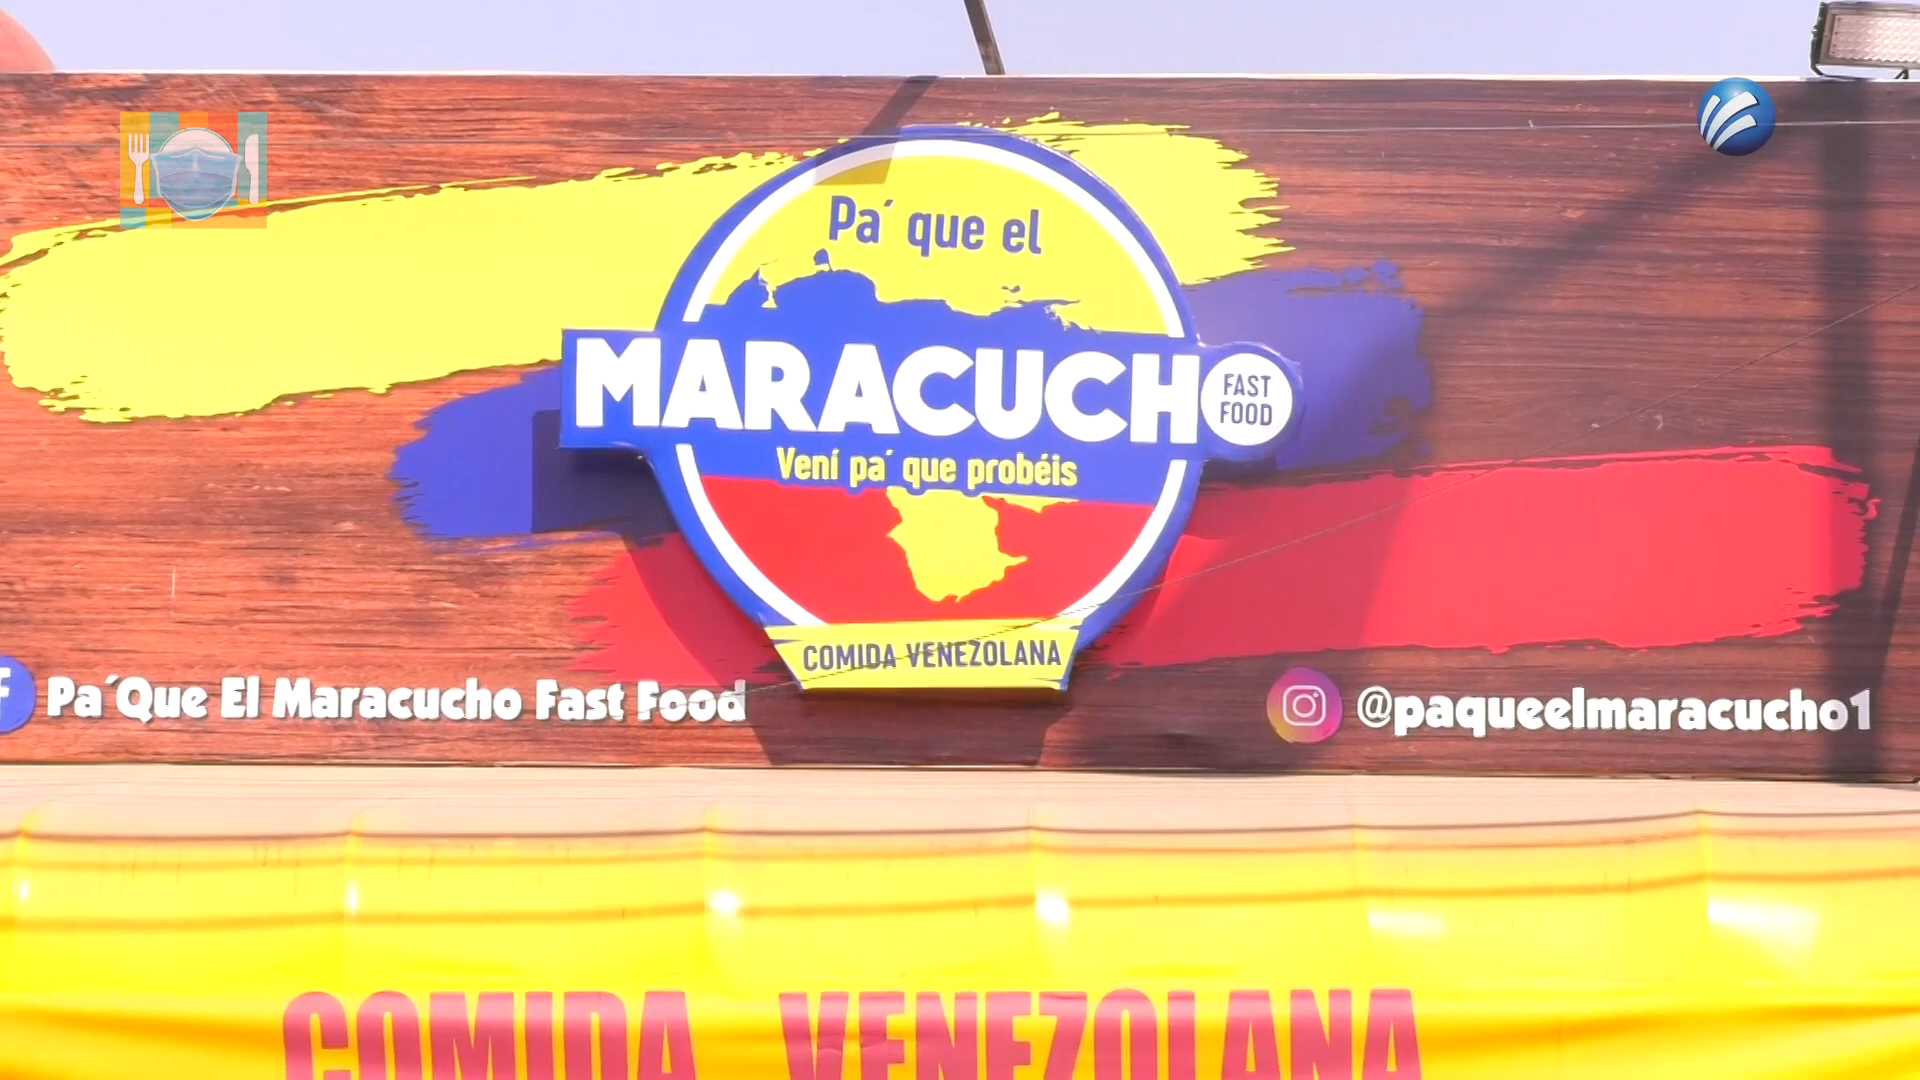 Pa´ que el
MARACUCHO
FAST
FOOD
Vení pa´ que probéis
COMIDA VENEZOLANA
f Pa´Que El Maracucho Fast Food
@paqueelmaracucho1
COMIDA VENEZOLANA